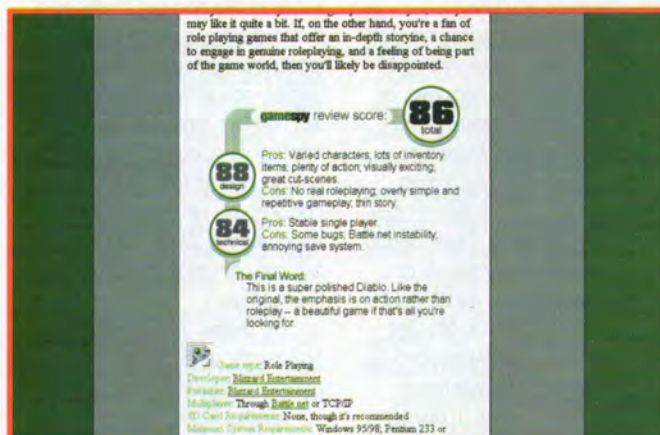 may like it quite a bit. If, on the other hand, you're a fan of
role playing games that offer an in-depth storyine, a chance
to engage in genuine roleplaying, and a feeling of being part
of the game world, then you'll likely be disappointed.
gamespy review score: 86
total
88
design
Pros: Varied characters; lots of inventory
items; plenty of action; visually exciting;
great cut-scenes.
Cons: No real roleplaying; overly simple and
repetitive gameplay; thin story.
84
technical
Pros: Stable single player.
Cons: Some bugs; Battle.net instability;
annoying save system.
The Final Word:
This is a super polished Diablo. Like the
original, the emphasis is on action rather than
roleplay -- a beautiful game if that's all you're
looking for.
Game type: Role Playing
Developer: Blizzard Entertainment
Publisher: Blizzard Entertainment
Multiplayer: Through Battle.net or TCP/IP
3D Card Requirements: None, though it's recommended
Minimum System Requirements: Windows 95/98; Pentium 233 or